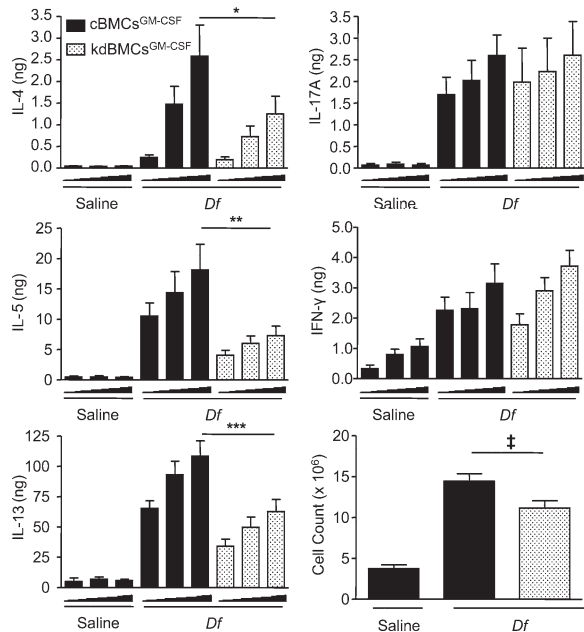 cBMCsGM-CSF
kdBMCsGM-CSF
*
IL-4 (ng)
4.0
3.5
3.0
2.5
2.0
1.5
1.0
0.5
0.0
Saline
Df
IL-17A (ng)
4.0
3.5
3.0
2.5
2.0
1.5
1.0
0.5
0.0
Saline
Df
**
IL-5 (ng)
25
20
15
10
5
0
Saline
Df
IFN-γ (ng)
5.0
4.0
3.0
2.0
1.0
0.0
Saline
Df
***
IL-13 (ng)
125
100
75
50
25
0
Saline
Df
‡
Cell Count (x 10⁶)
20
15
10
5
0
Saline
Df